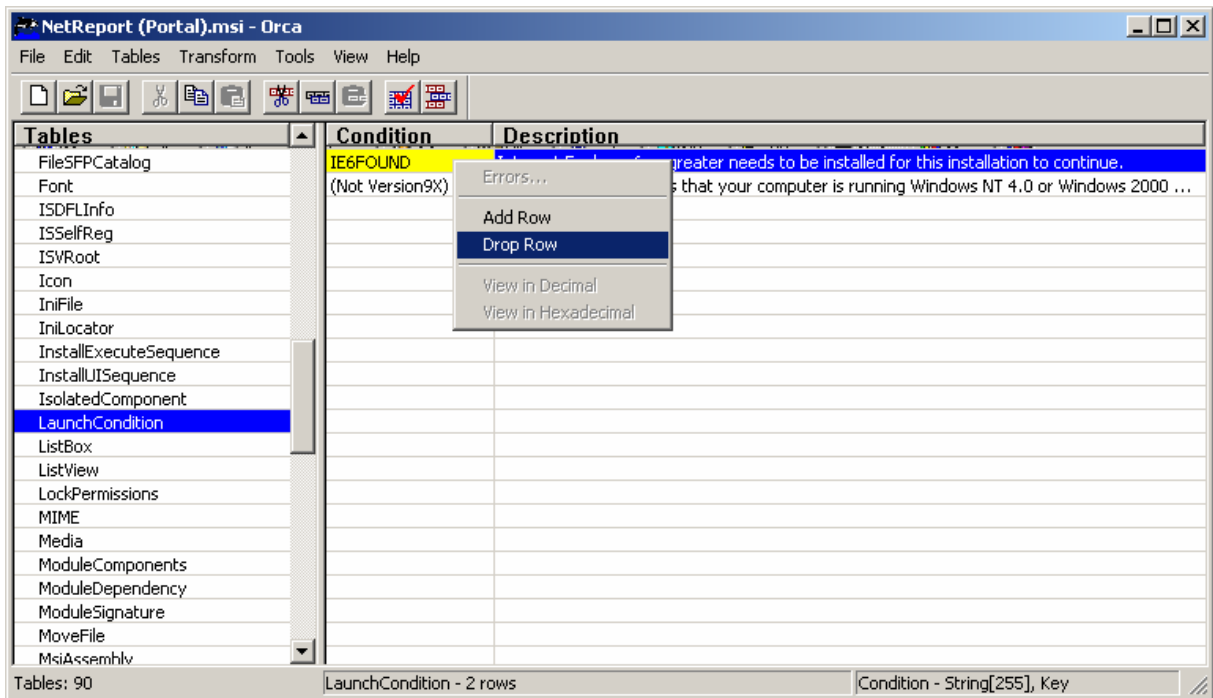 NetReport (Portal).msi - Orca
File Edit Tables Transform Tools View Help
Tables
Condition Description
FileSFPCatalog
IE6FOUND greater needs to be installed for this installation to continue.
Font
(Not Version9X) that your computer is running Windows NT 4.0 or Windows 2000 ...
Errors...
Add Row
Drop Row
View in Decimal
View in Hexadecimal
ISDFLInfo
ISSelfReg
ISVRoot
Icon
IniFile
IniLocator
InstallExecuteSequence
InstallUISequence
IsolatedComponent
LaunchCondition
ListBox
ListView
LockPermissions
MIME
Media
ModuleComponents
ModuleDependency
ModuleSignature
MoveFile
MsiAssembly
Tables: 90
LaunchCondition - 2 rows
Condition - String[255], Key